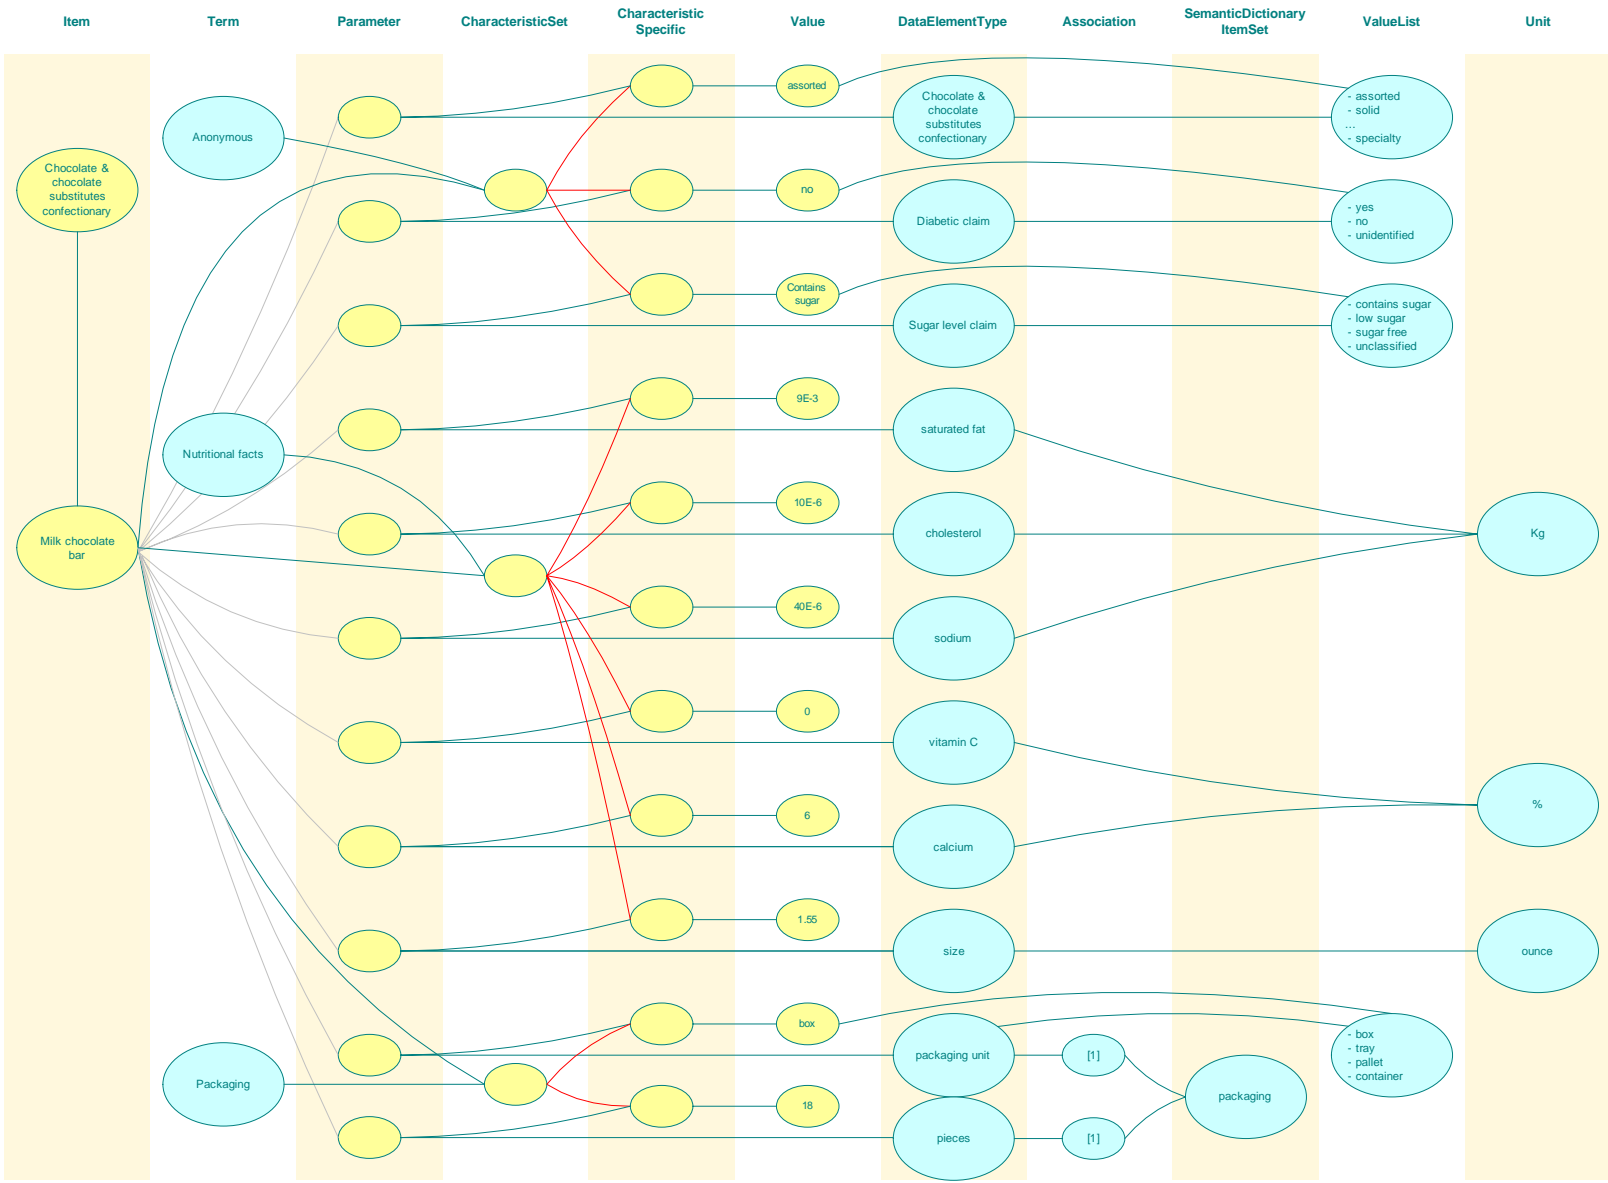 Item
Term
Parameter
CharacteristicSet
Characteristic
Specific
Value
DataElementType
Association
SemanticDictionary
ItemSet
ValueList
Unit
assorted
Chocolate &
chocolate
substitutes
confectionary
- assorted
- solid
...
- specialty
Anonymous
Chocolate &
chocolate
substitutes
confectionary
no
Diabetic claim
- yes
- no
- unidentified
Contains
sugar
Sugar level claim
- contains sugar
- low sugar
- sugar free
- unclassified
9E-3
saturated fat
Nutritional facts
10E-6
cholesterol
Kg
Milk chocolate
bar
40E-6
sodium
0
vitamin C
%
6
calcium
1.55
size
ounce
box
packaging unit
[1]
- box
- tray
- pallet
- container
Packaging
packaging
18
pieces
[1]